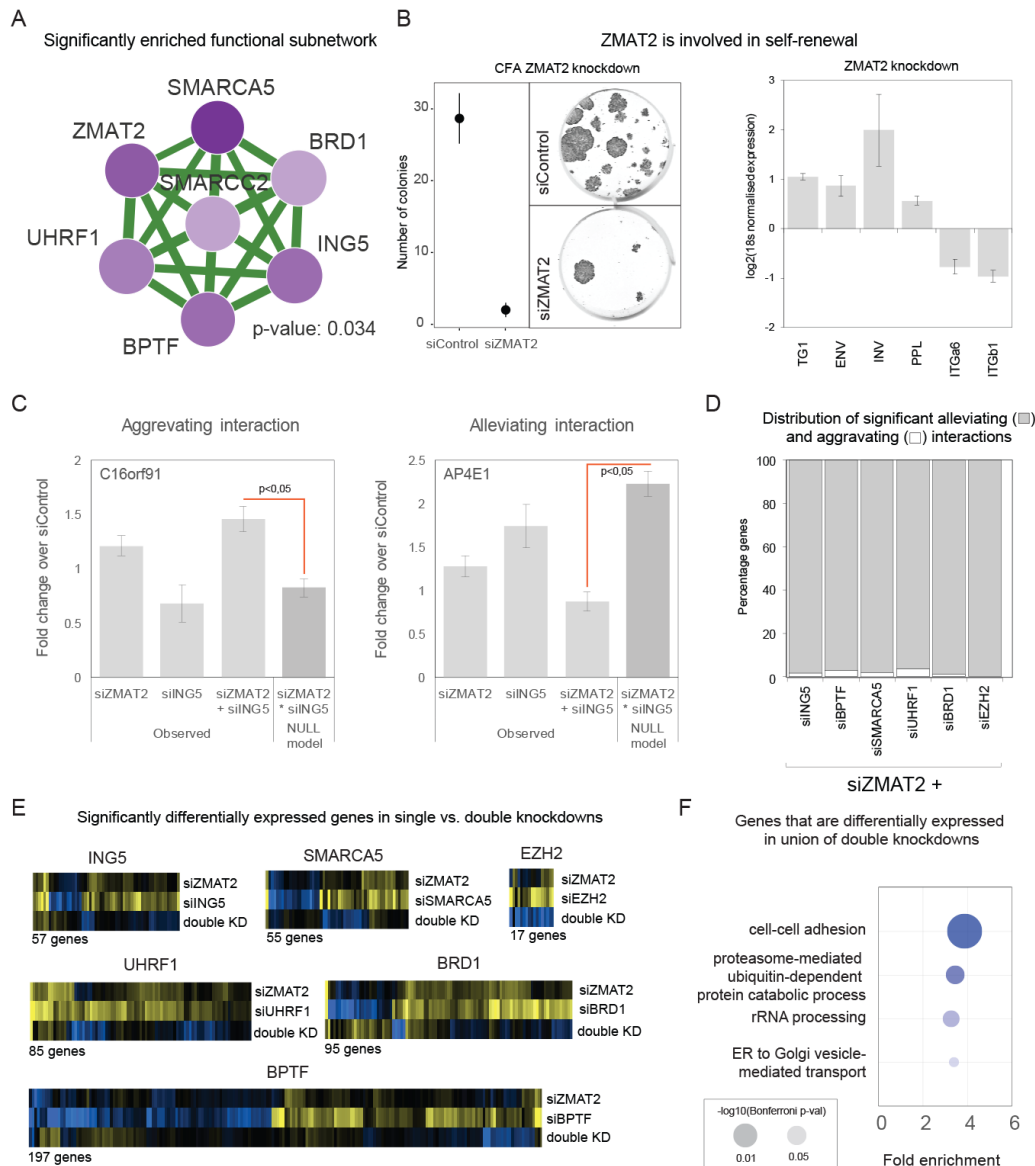 A
Significantly enriched functional subnetwork
SMARCA5
ZMAT2
BRD1
SMARCC2
UHRF1
ING5
BPTF
p-value: 0.034
B
ZMAT2 is involved in self-renewal
CFA ZMAT2 knockdown
Number of colonies
30
20
10
0
siControl
siZMAT2
siControl
siZMAT2
ZMAT2 knockdown
log2(18s normalised expression)
3
2
1
0
-1
-2
TG1
ENV
INV
PPL
ITGa6
ITGb1
C
Aggrevating interaction
C16orf91
p<0,05
Fold change over siControl
2
1.5
1
0.5
0
siZMAT2
siING5
siZMAT2
+ siING5
siZMAT2
* siING5
Observed
NULL
model
Alleviating interaction
AP4E1
p<0,05
Fold change over siControl
2.5
2
1.5
1
0.5
0
siZMAT2
siING5
siZMAT2
+ siING5
siZMAT2
* siING5
Observed
NULL
model
D
Distribution of significant alleviating ( )
and aggravating ( ) interactions
Percentage genes
100
80
60
40
20
0
siING5
siBPTF
siSMARCA5
siUHRF1
siBRD1
siEZH2
siZMAT2 +
E
Significantly differentially expressed genes in single vs. double knockdowns
ING5
siZMAT2
siING5
double KD
57 genes
SMARCA5
siZMAT2
siSMARCA5
double KD
55 genes
EZH2
siZMAT2
siEZH2
double KD
17 genes
UHRF1
siZMAT2
siUHRF1
double KD
85 genes
BRD1
siZMAT2
siBRD1
double KD
95 genes
BPTF
siZMAT2
siBPTF
double KD
197 genes
F
Genes that are differentially expressed
in union of double knockdowns
cell-cell adhesion
proteasome-mediated
ubiquitin-dependent
protein catabolic process
rRNA processing
ER to Golgi vesicle-
mediated transport
-log10(Bonferroni p-val)
0.01
0.05
0
2
4
6
Fold enrichment